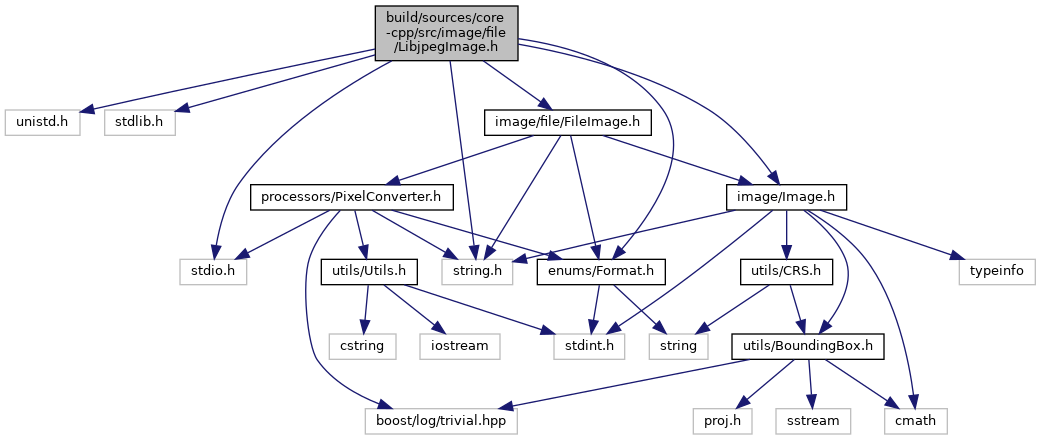 build/sources/core
-cpp/src/image/file
/LibjpegImage.h
unistd.h
stdlib.h
image/file/FileImage.h
processors/PixelConverter.h
image/Image.h
stdio.h
utils/Utils.h
string.h
enums/Format.h
utils/CRS.h
typeinfo
cstring
iostream
stdint.h
string
utils/BoundingBox.h
boost/log/trivial.hpp
proj.h
sstream
cmath